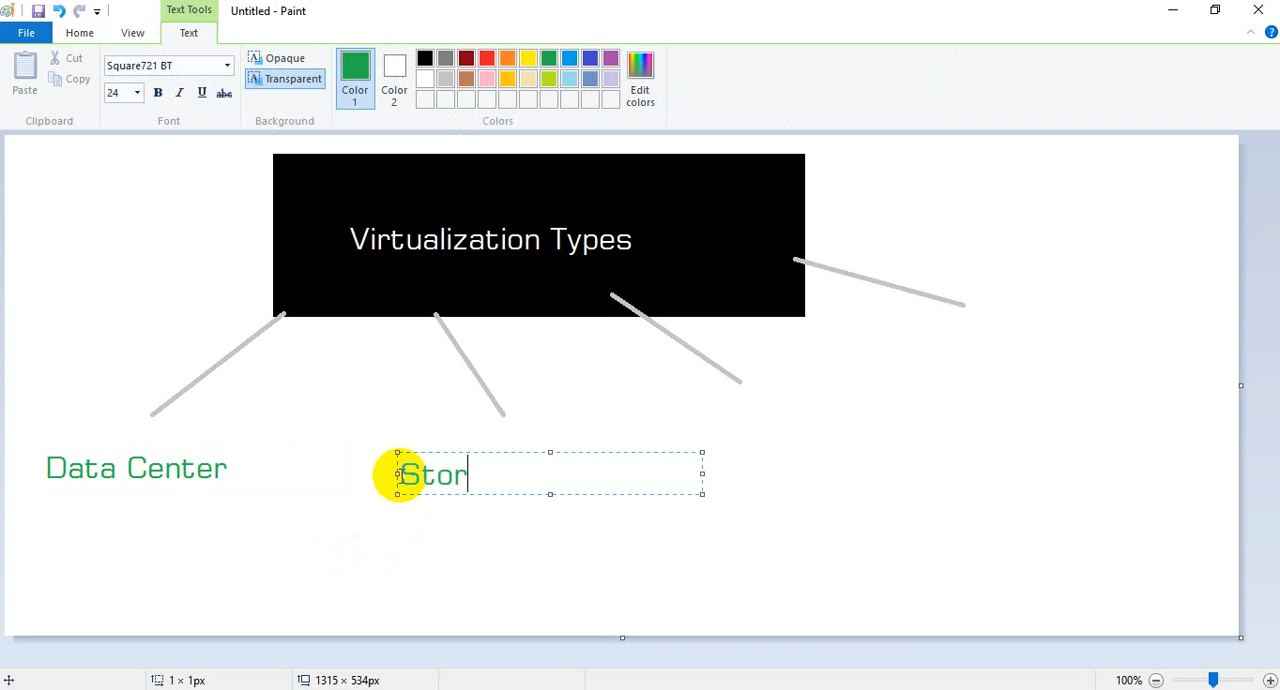 Text Tools
Untitled - Paint
File
Home
View
Text
Paste
Cut
Copy
Clipboard
Square721 BT
24
B
I
U
abc
Font
Opaque
Transparent
Background
Color
1
Color
2
Edit
colors
Colors
Virtualization Types
Data Center
Stor
1 × 1px
1315 × 534px
100%